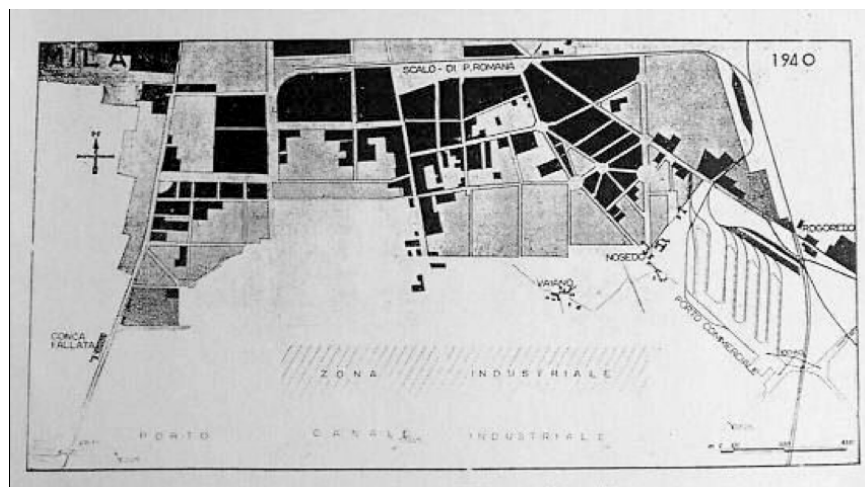 MILA
1940
SCALO-DI P.ROMANA
N
ROGOREDO
NOSEDO
VAIANO
PORTO COMMERCIALE
CONCA
FALLATA
ZONA INDUSTRIALE
PORTO CANALE INDUSTRIALE